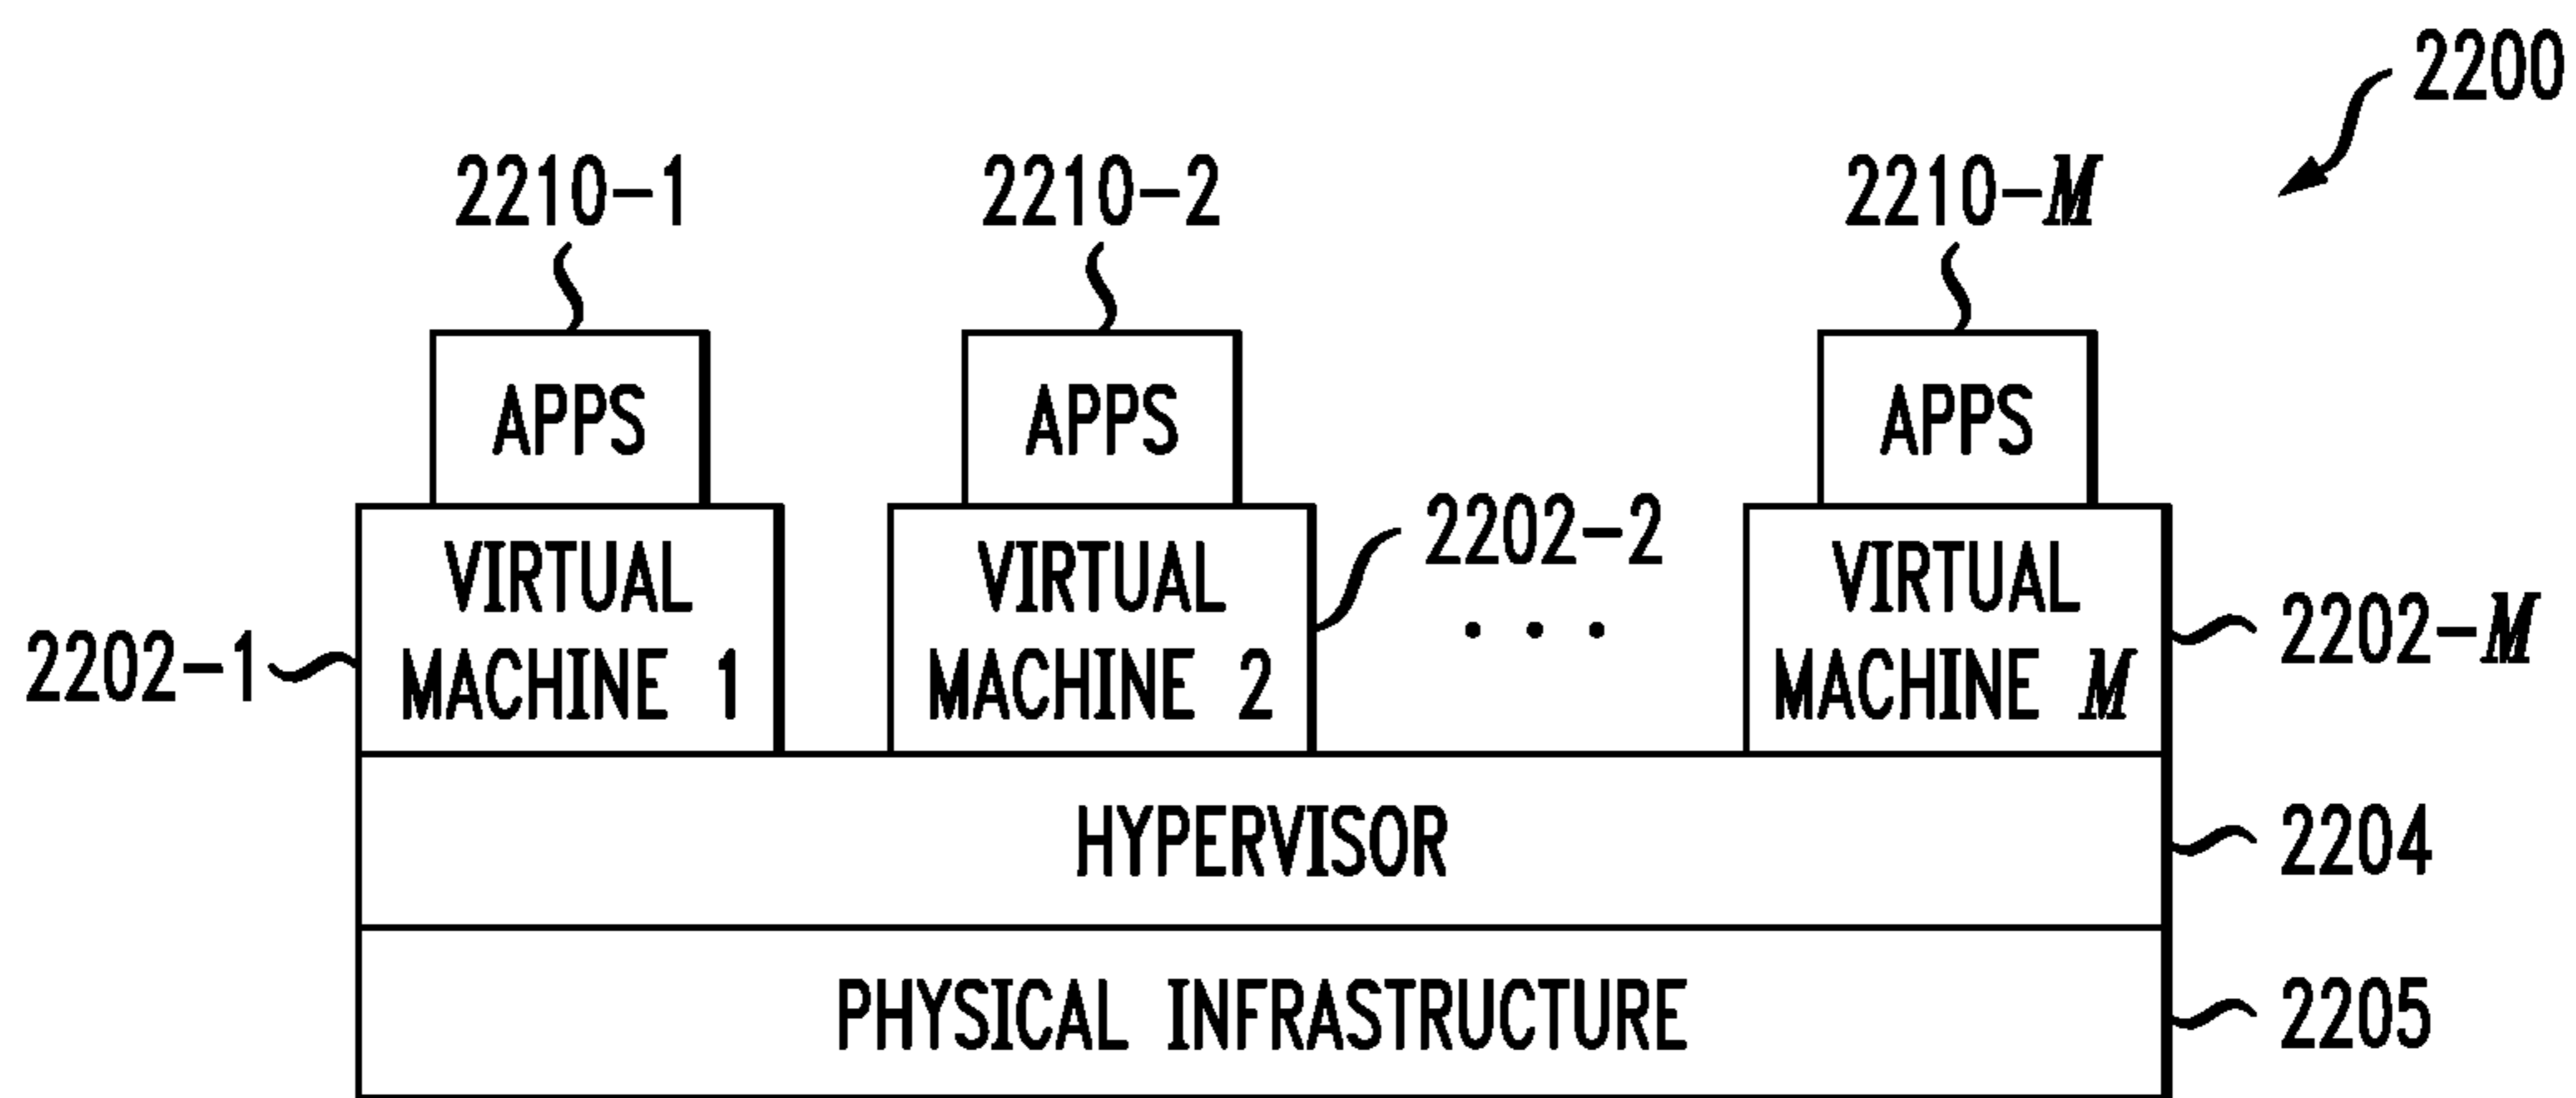 2200
2210-1 2210-2 2210-M
APPS APPS APPS
2202-2
VIRTUAL MACHINE 1
VIRTUAL MACHINE 2
. . .
VIRTUAL MACHINE M
2202-1
2202-M
HYPERVISOR 2204
PHYSICAL INFRASTRUCTURE 2205